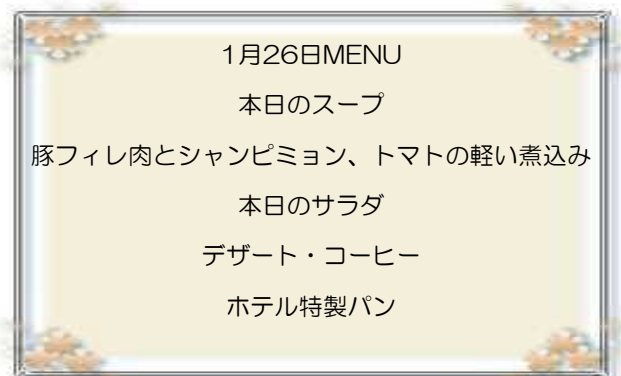 1月26日MENU
本日のスープ
豚フィレ肉とシャンピミョン、トマトの軽い煮込み
本日のサラダ
デザート・コーヒー
ホテル特製パン